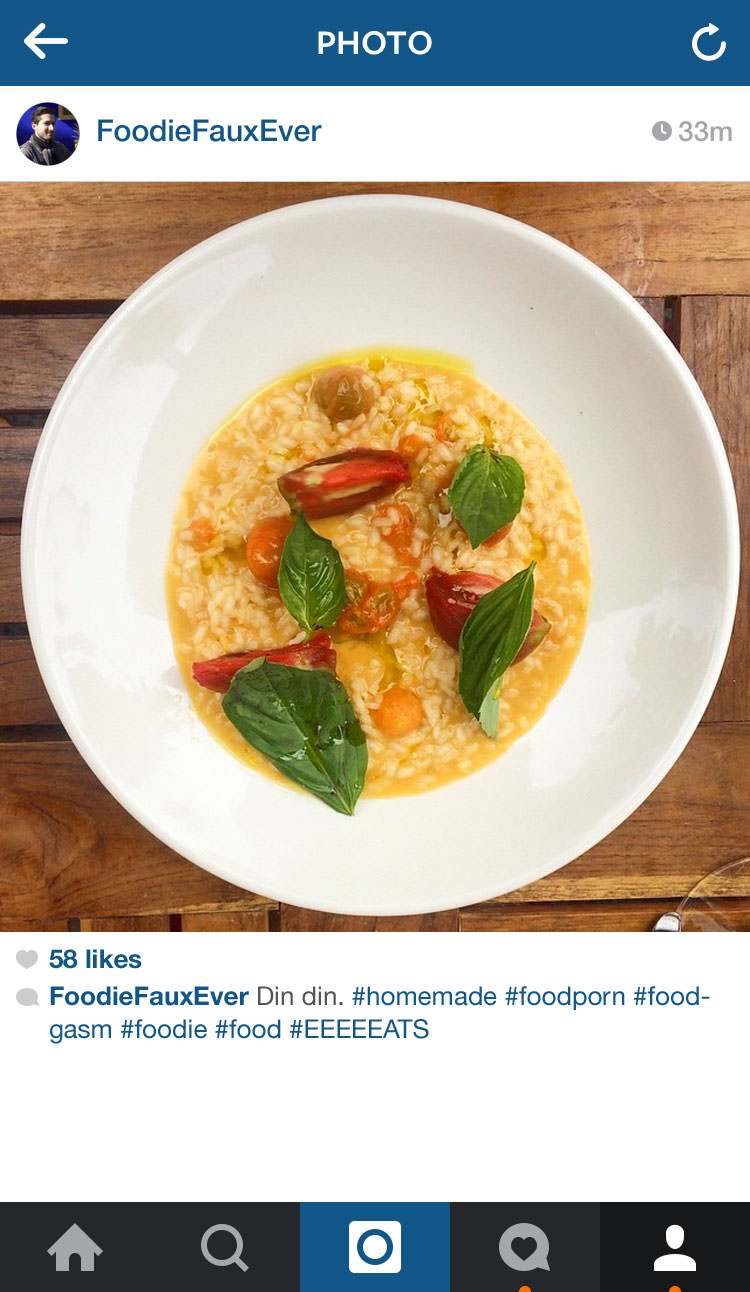 PHOTO
FoodieFauxEver
33m
58 likes
FoodieFauxEver Din din. #homemade #foodporn #food-
gasm #foodie #food #EEEEEATS